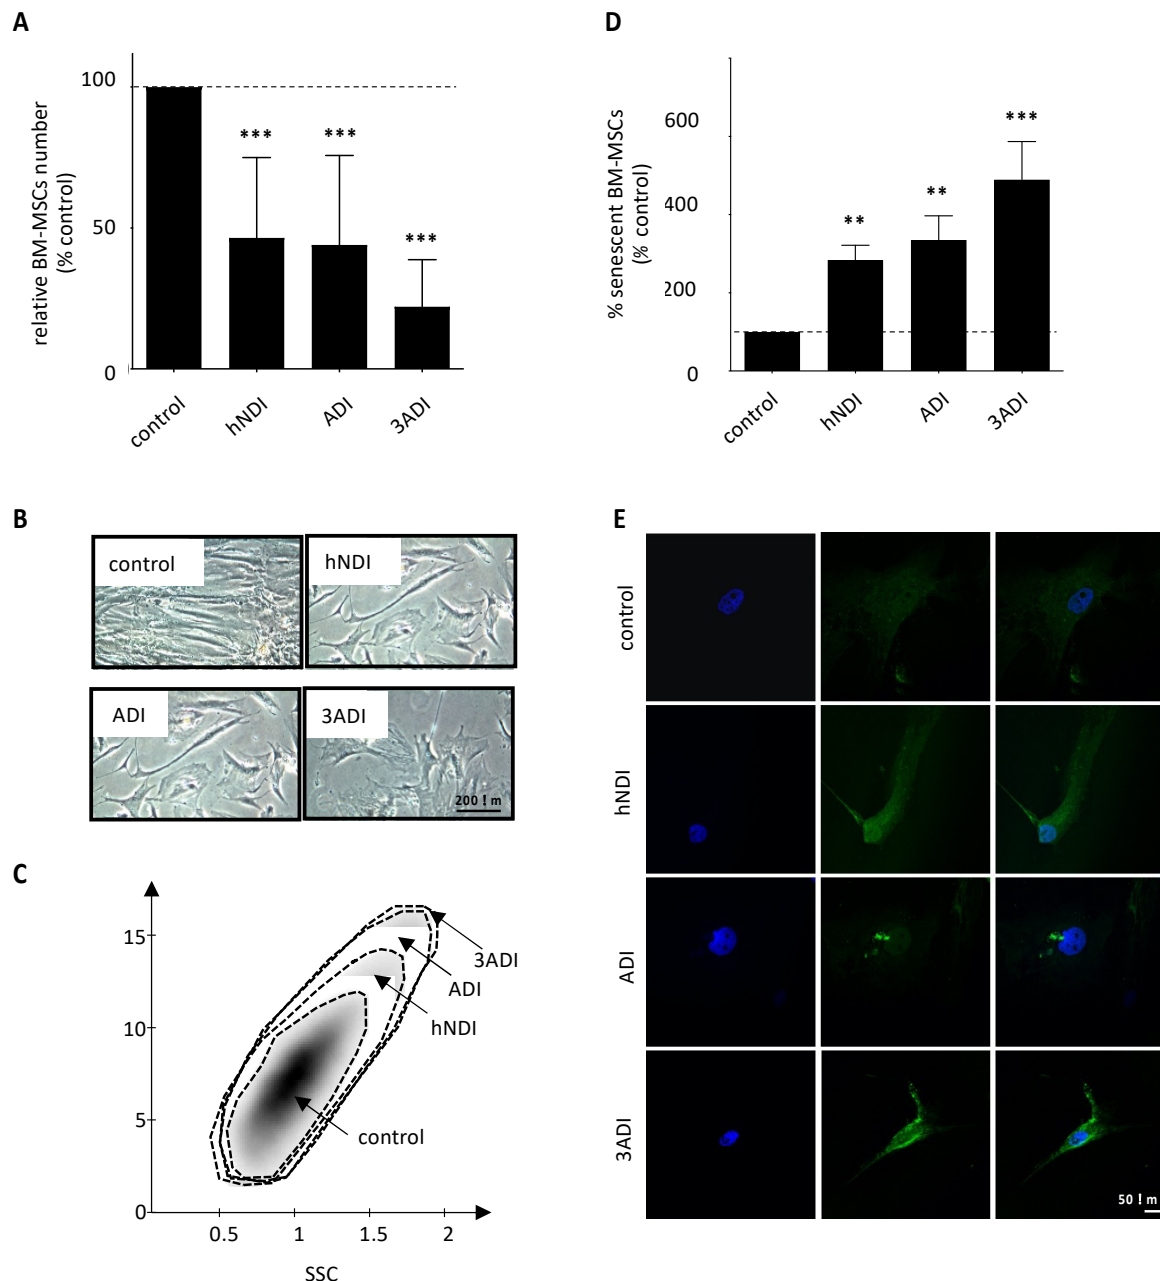 A
relative BM-MSCs number
(% control)
100
50
0
***
***
***
control
hNDI
ADI
3ADI
D
% senescent BM-MSCs
(% control)
600
400
200
0
**
**
***
control
hNDI
ADI
3ADI
B
control
hNDI
ADI
3ADI
200 ! m
C
15
10
5
0
3ADI
ADI
hNDI
control
0.5
1
1.5
2
SSC
E
control
hNDI
ADI
3ADI
50 ! m